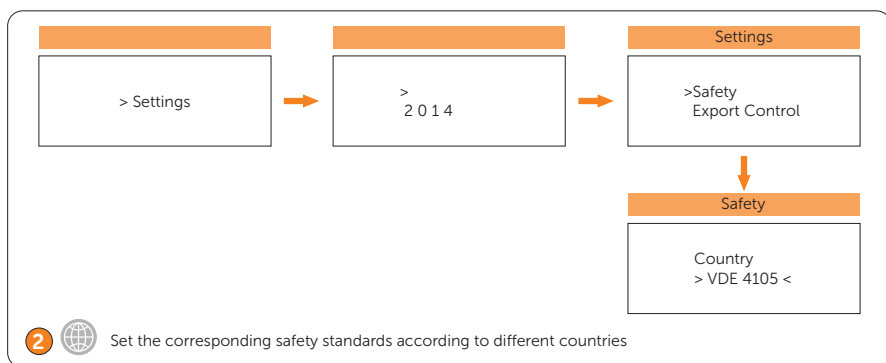 Settings
> Settings
>
2 0 1 4
>Safety
Export Control
Safety
Country
> VDE 4105 <
2 Set the corresponding safety standards according to different countries